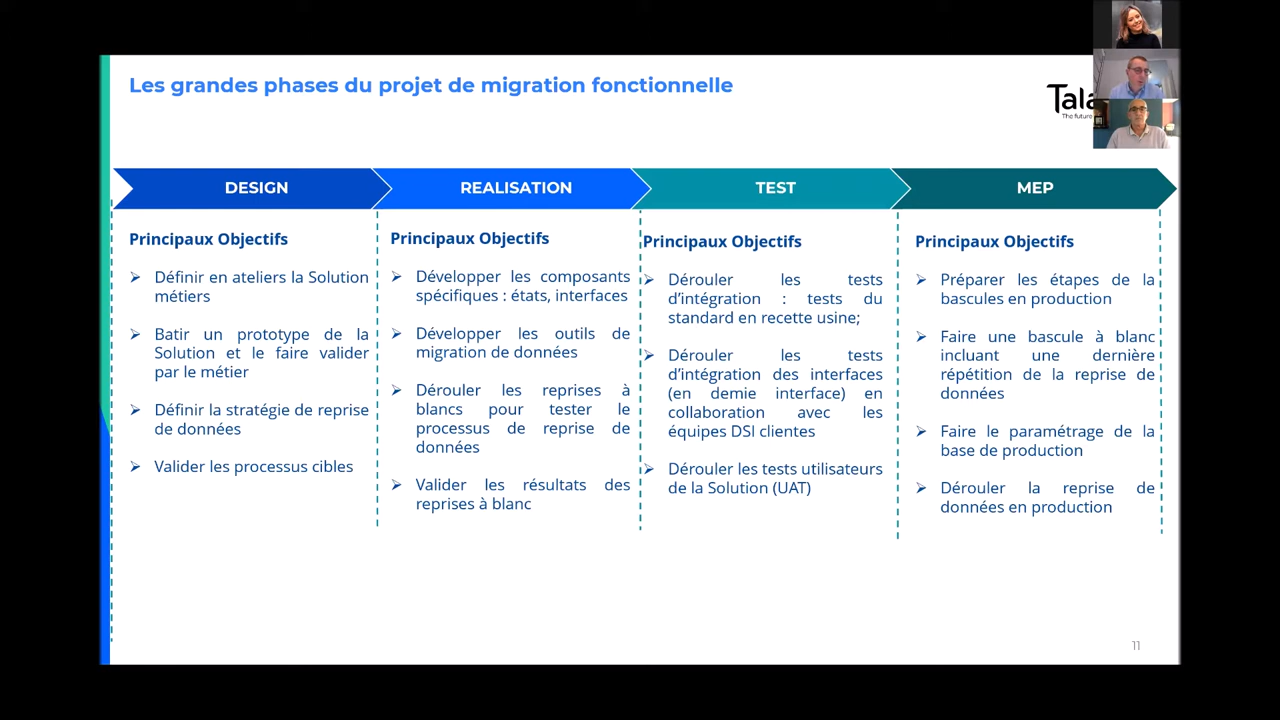 Les grandes phases du projet de migration fonctionnelle
Tala
The future
DESIGN
REALISATION
TEST
MEP
Principaux Objectifs
Définir en ateliers la Solution
métiers
Batir un prototype de la
Solution et le faire valider
par le métier
Définir la stratégie de reprise
de données
Valider les processus cibles
Principaux Objectifs
Développer les composants
spécifiques : états, interfaces
Développer les outils de
migration de données
Dérouler les reprises à
blancs pour tester le
processus de reprise de
données
Valider les résultats des
reprises à blanc
Principaux Objectifs
Dérouler les tests
d'intégration : tests du
standard en recette usine;
Dérouler les tests
d'intégration des interfaces
(en demie interface) en
collaboration avec les
équipes DSI clientes
Dérouler les tests utilisateurs
de la Solution (UAT)
Principaux Objectifs
Préparer les étapes de la
bascules en production
Faire une bascule à blanc
incluant une dernière
répétition de la reprise de
données
Faire le paramétrage de la
base de production
Dérouler la reprise de
données en production
11